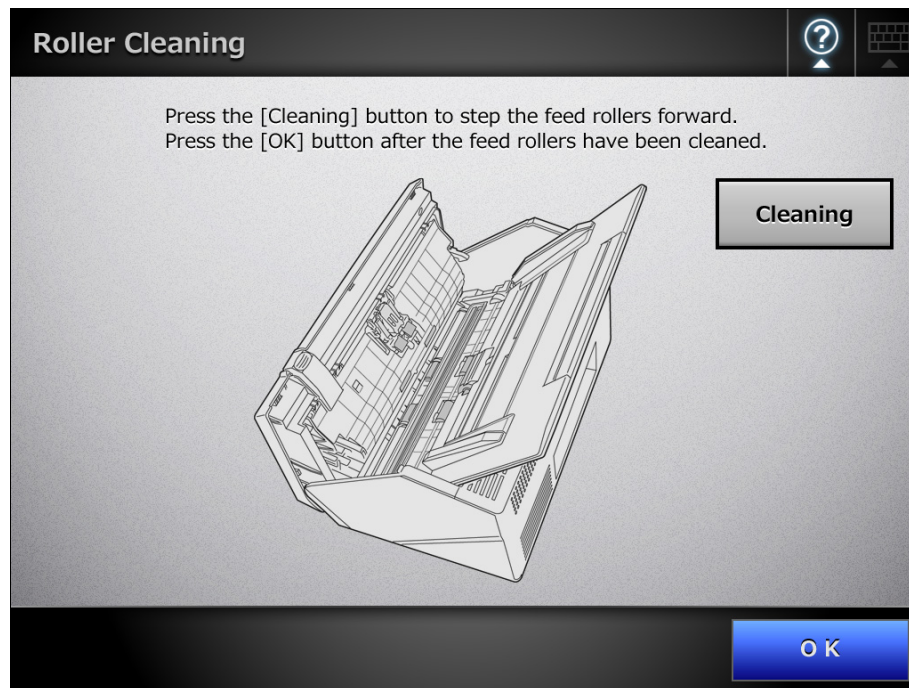 Roller Cleaning
?
Press the [Cleaning] button to step the feed rollers forward.
Press the [OK] button after the feed rollers have been cleaned.
Cleaning
OK